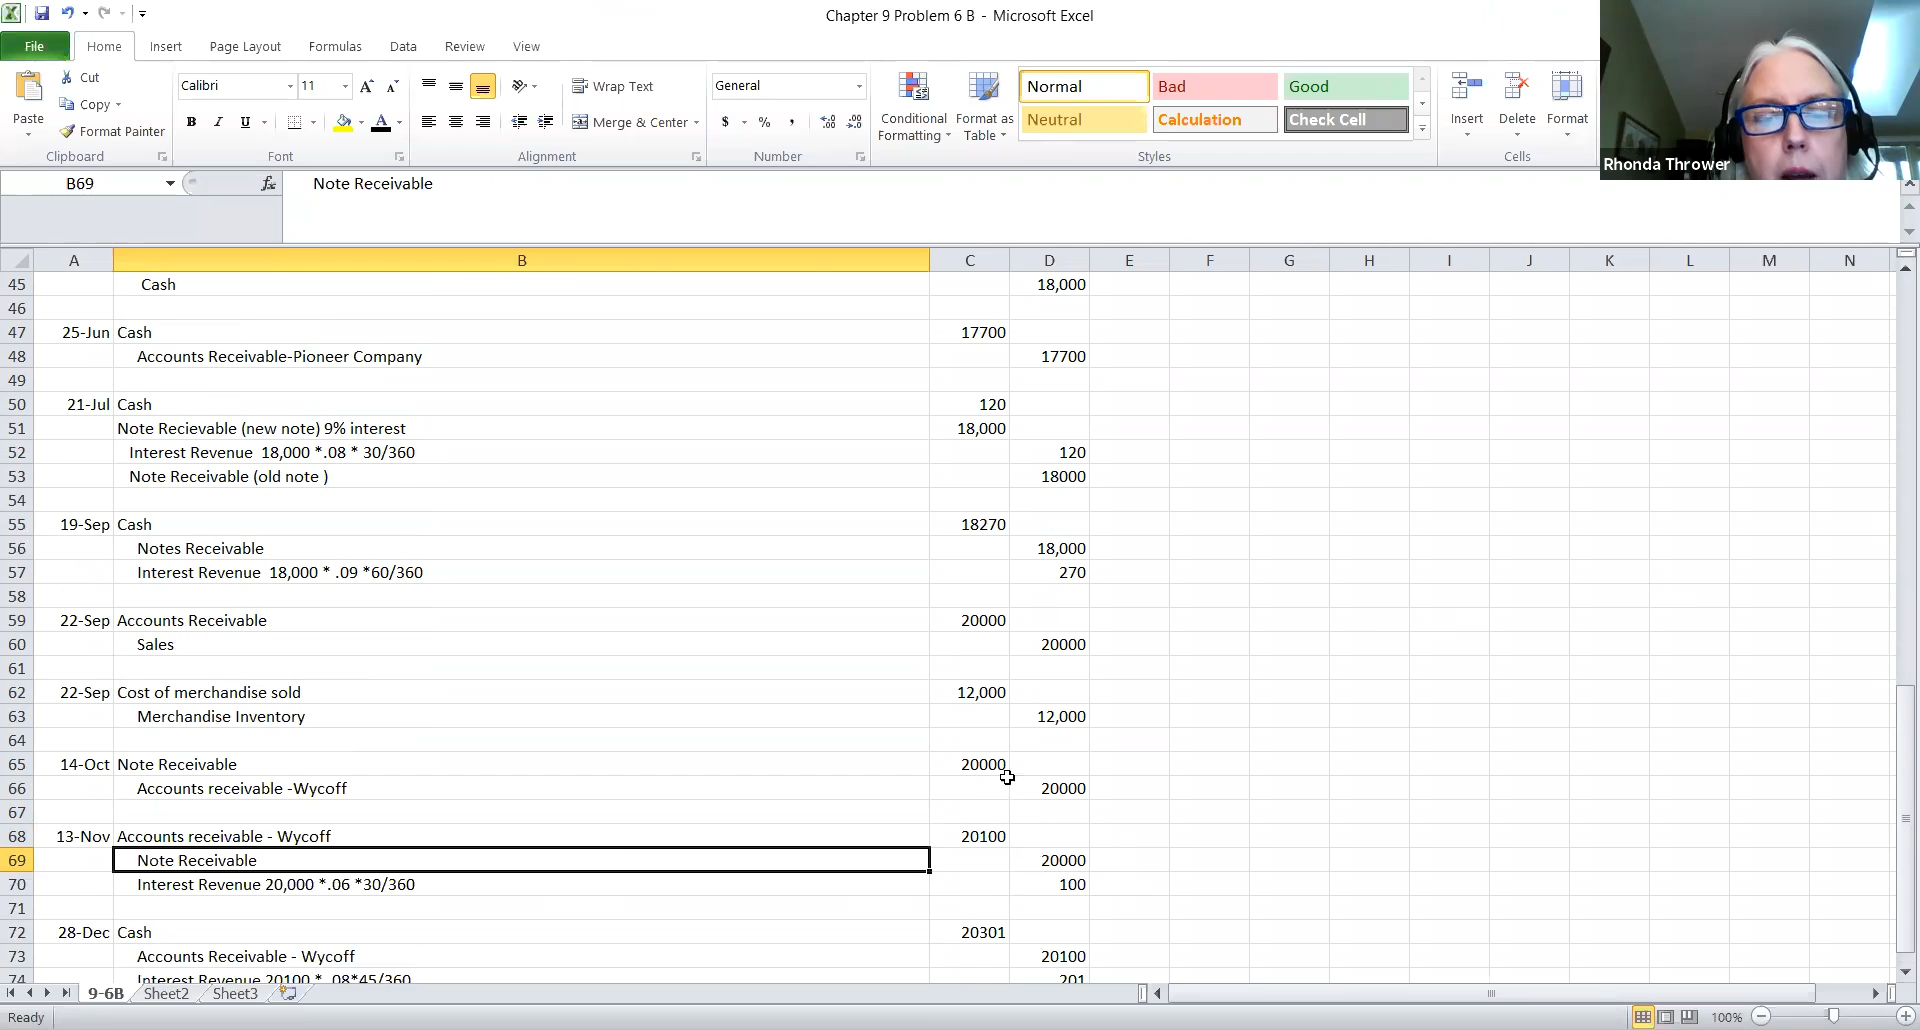 Chapter 9 Problem 6 B - Microsoft Excel
File Home Insert Page Layout Formulas Data Review View
Paste Cut Copy Format Painter Clipboard
Calibri 11 A A B I U A Font
Wrap Text Merge & Center Alignment
General $ % , Number
Conditional Formatting Format as Table
Normal Bad Good
Neutral Calculation Check Cell
Styles
Insert Delete Format
Cells
Rhonda Thrower
B69 fx Note Receivable
A B C D E F G H I J K L M N
45 Cash 18,000
46
47 25-Jun Cash 17700
48 Accounts Receivable-Pioneer Company 17700
49
50 21-Jul Cash 120
51 Note Recievable (new note) 9% interest 18,000
52 Interest Revenue 18,000 *.08 * 30/360 120
53 Note Receivable (old note ) 18000
54
55 19-Sep Cash 18270
56 Notes Receivable 18,000
57 Interest Revenue 18,000 * .09 *60/360 270
58
59 22-Sep Accounts Receivable 20000
60 Sales 20000
61
62 22-Sep Cost of merchandise sold 12,000
63 Merchandise Inventory 12,000
64
65 14-Oct Note Receivable 20000
66 Accounts receivable -Wycoff 20000
67
68 13-Nov Accounts receivable - Wycoff 20100
69 Note Receivable 20000
70 Interest Revenue 20,000 *.06 *30/360 100
71
72 28-Dec Cash 20301
73 Accounts Receivable - Wycoff 20100
74 Interest Revenue 20100 * .08*45/360 201
9-6B Sheet2 Sheet3
Ready 100%